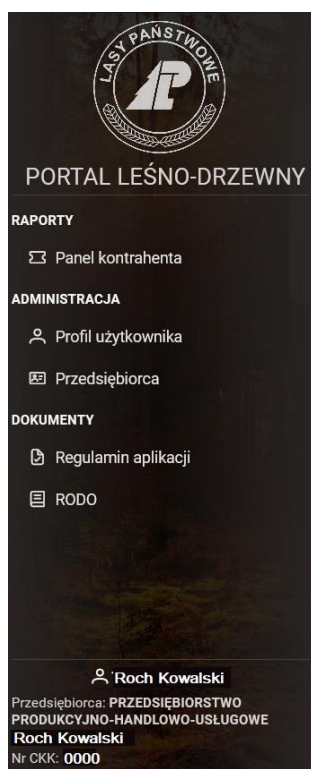 LASY PAŃSTWOWE
PORTAL LEŚNO-DRZEWNY
RAPORTY
Panel kontrahenta
ADMINISTRACJA
Profil użytkownika
Przedsiębiorca
DOKUMENTY
Regulamin aplikacji
RODO
Roch Kowalski
Przedsiębiorca: PRZEDSIĘBIORSTWO
PRODUKCYJNO-HANDLOWO-USŁUGOWE
Roch Kowalski
Nr CKK: 0000